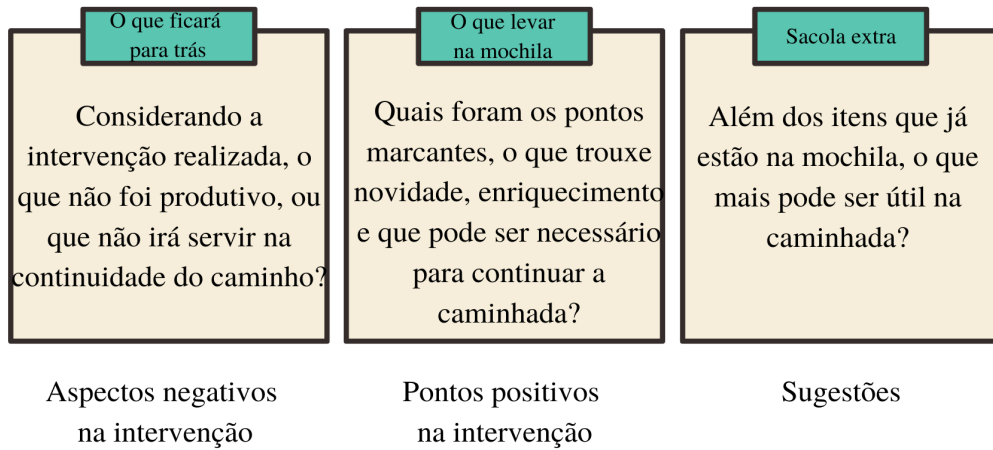 O que ficará
para trás
Considerando a
intervenção realizada, o
que não foi produtivo, ou
que não irá servir na
continuidade do caminho?
Aspectos negativos
na intervenção
O que levar
na mochila
Quais foram os pontos
marcantes, o que trouxe
novidade, enriquecimento
e que pode ser necessário
para continuar a
caminhada?
Pontos positivos
na intervenção
Sacola extra
Além dos itens que já
estão na mochila, o que
mais pode ser útil na
caminhada?
Sugestões